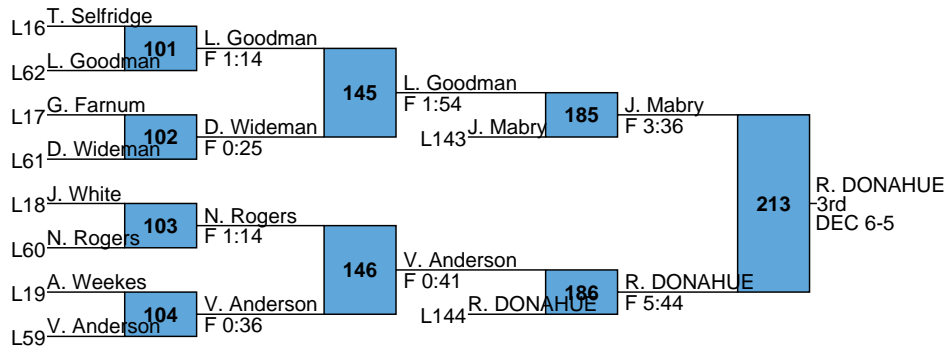 L16 T. Selfridge
101
L62 L. Goodman
L. Goodman
F 1:14
L17 G. Farnum
102
L61 D. Wideman
D. Wideman
F 0:25
145
L. Goodman
F 1:54
L143 J. Mabry
185
J. Mabry
F 3:36
L18 J. White
103
L60 N. Rogers
N. Rogers
F 1:14
L19 A. Weekes
104
L59 V. Anderson
V. Anderson
F 0:36
146
V. Anderson
F 0:41
L144 R. DONAHUE
186
R. DONAHUE
F 5:44
213
R. DONAHUE
3rd
DEC 6-5